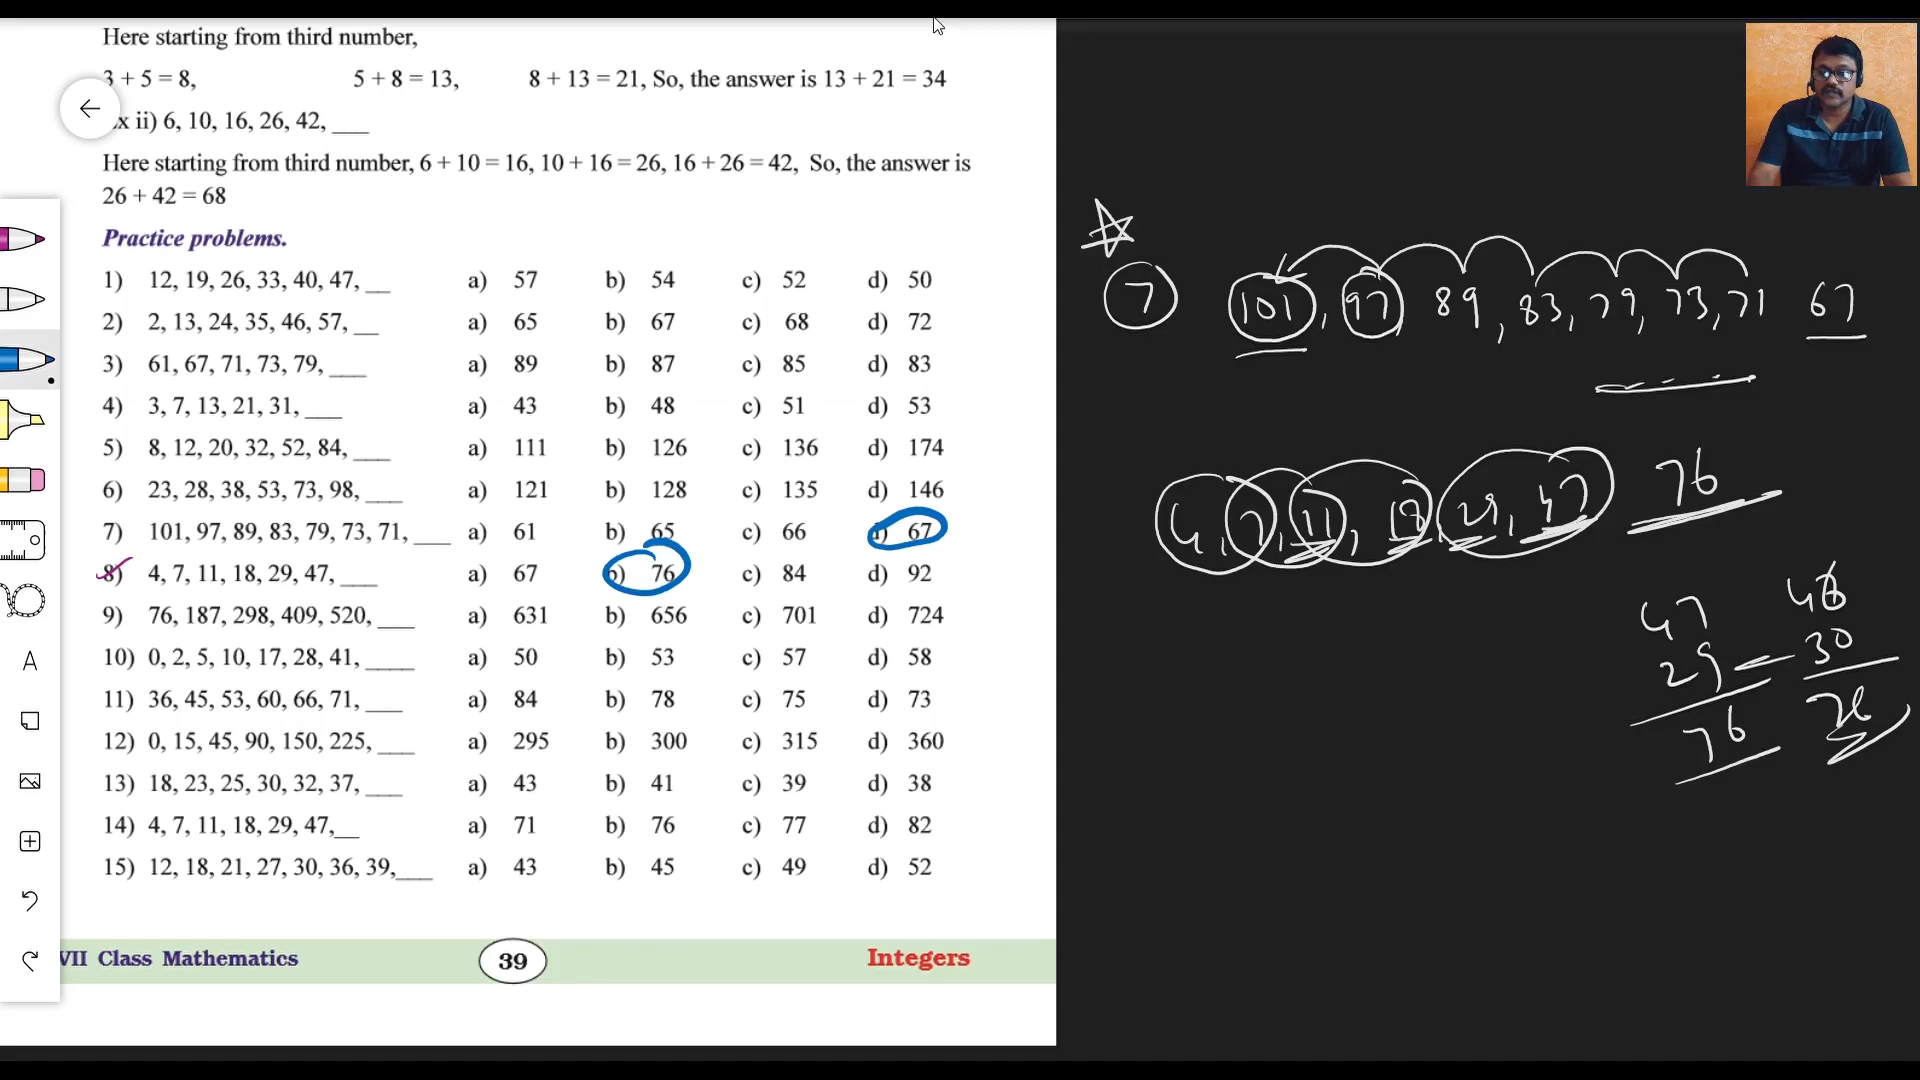 Here starting from third number,
3 + 5 = 8, 5 + 8 = 13, 8 + 13 = 21, So, the answer is 13 + 21 = 34
x ii) 6, 10, 16, 26, 42, ___
Here starting from third number, 6 + 10 = 16, 10 + 16 = 26, 16 + 26 = 42, So, the answer is
26 + 42 = 68
Practice problems.
1) 12, 19, 26, 33, 40, 47, __ a) 57 b) 54 c) 52 d) 50
2) 2, 13, 24, 35, 46, 57, __ a) 65 b) 67 c) 68 d) 72
3) 61, 67, 71, 73, 79, ___ a) 89 b) 87 c) 85 d) 83
4) 3, 7, 13, 21, 31, ___ a) 43 b) 48 c) 51 d) 53
5) 8, 12, 20, 32, 52, 84, ___ a) 111 b) 126 c) 136 d) 174
6) 23, 28, 38, 53, 73, 98, ___ a) 121 b) 128 c) 135 d) 146
7) 101, 97, 89, 83, 79, 73, 71, ___ a) 61 b) 65 c) 66 d) 67
8) 4, 7, 11, 18, 29, 47, ___ a) 67 b) 76 c) 84 d) 92
9) 76, 187, 298, 409, 520, ___ a) 631 b) 656 c) 701 d) 724
10) 0, 2, 5, 10, 17, 28, 41, ____ a) 50 b) 53 c) 57 d) 58
11) 36, 45, 53, 60, 66, 71, ___ a) 84 b) 78 c) 75 d) 73
12) 0, 15, 45, 90, 150, 225, ___ a) 295 b) 300 c) 315 d) 360
13) 18, 23, 25, 30, 32, 37, ___ a) 43 b) 41 c) 39 d) 38
14) 4, 7, 11, 18, 29, 47,__ a) 71 b) 76 c) 77 d) 82
15) 12, 18, 21, 27, 30, 36, 39,___ a) 43 b) 45 c) 49 d) 52
VII Class Mathematics 39 Integers
A
7 101, 97, 89, 83, 79, 73, 71 67
4, 7, 11, 18, 29, 47 76
47 46
29 30
76 76